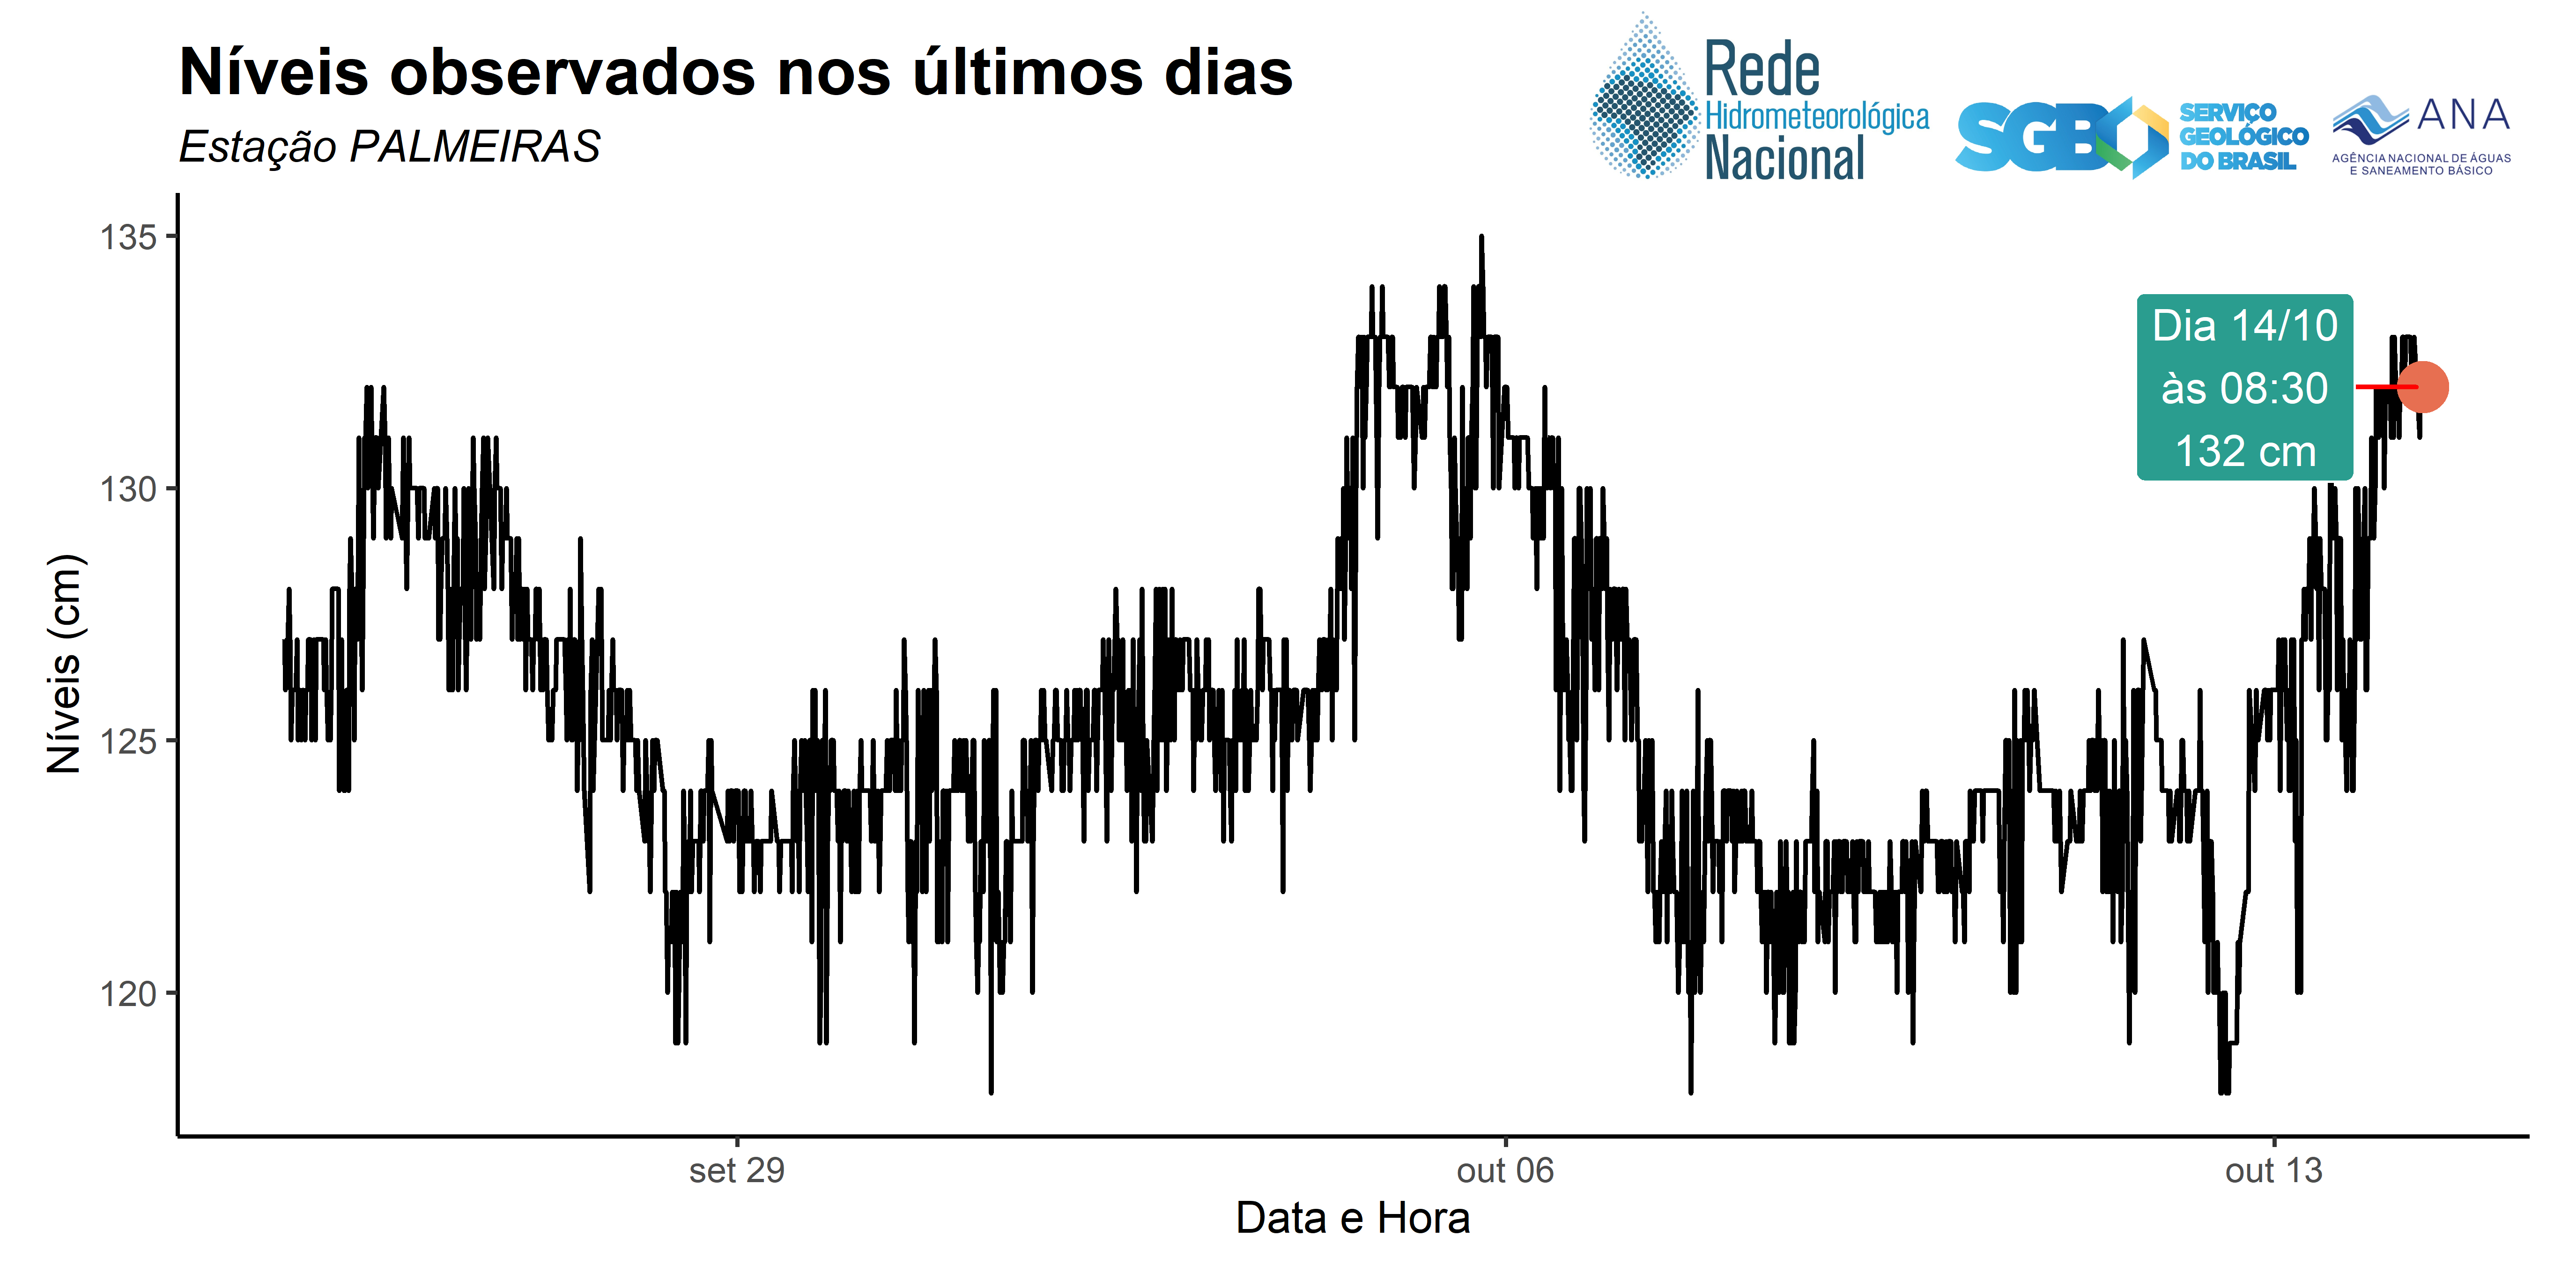 Níveis observados nos últimos dias
Estação PALMEIRAS
Rede
Hidrometeorológica
Nacional
SGB
SERVIÇO
GEOLÓGICO
DO BRASIL
ANA
AGÊNCIA NACIONAL DE ÁGUAS
E SANEAMENTO BÁSICO
135
130
125
120
Níveis (cm)
Dia 14/10
às 08:30
132 cm
set 29
out 06
out 13
Data e Hora